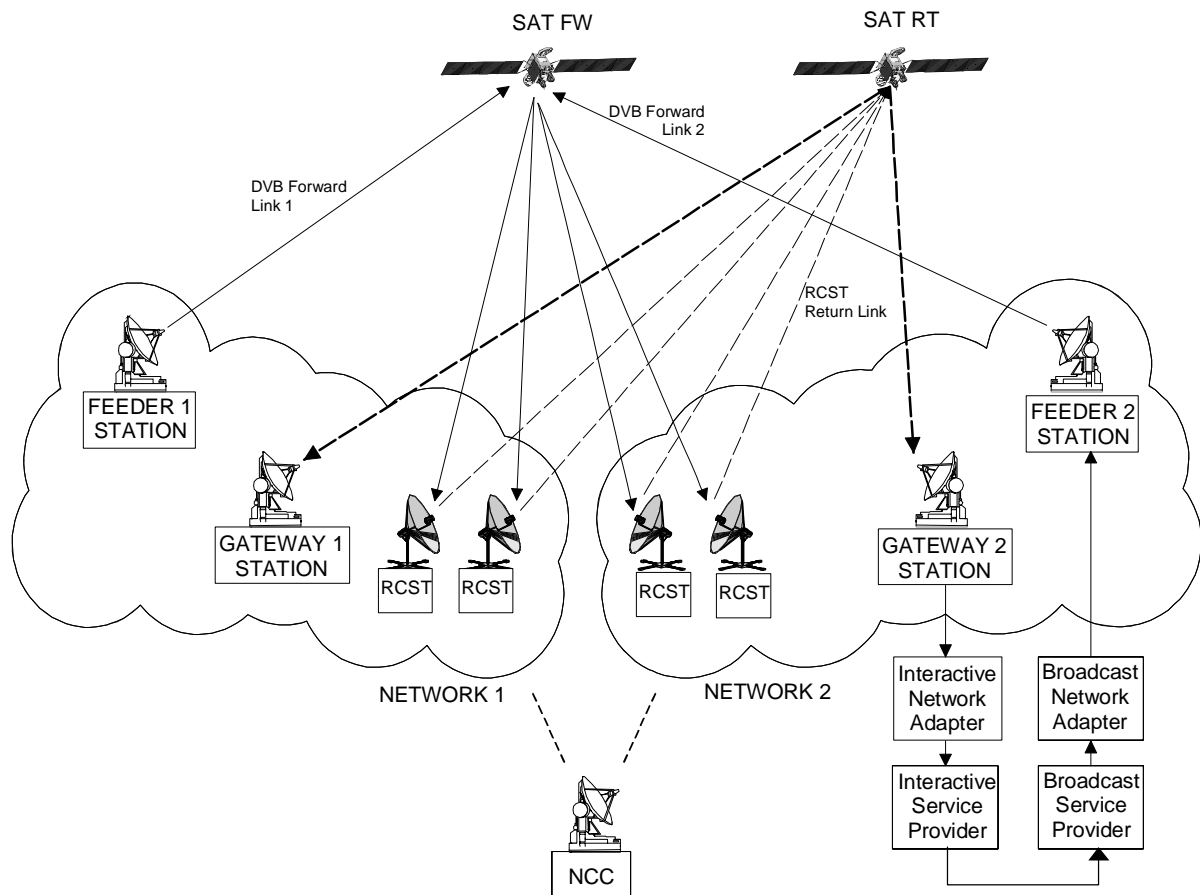 SAT FW
SAT RT
DVB Forward
Link 1
DVB Forward
Link 2
RCST
Return Link
FEEDER 1
STATION
FEEDER 2
STATION
GATEWAY 1
STATION
GATEWAY 2
STATION
RCST
RCST
RCST
RCST
NETWORK 1
NETWORK 2
Interactive
Network
Adapter
Broadcast
Network
Adapter
Interactive
Service
Provider
Broadcast
Service
Provider
NCC